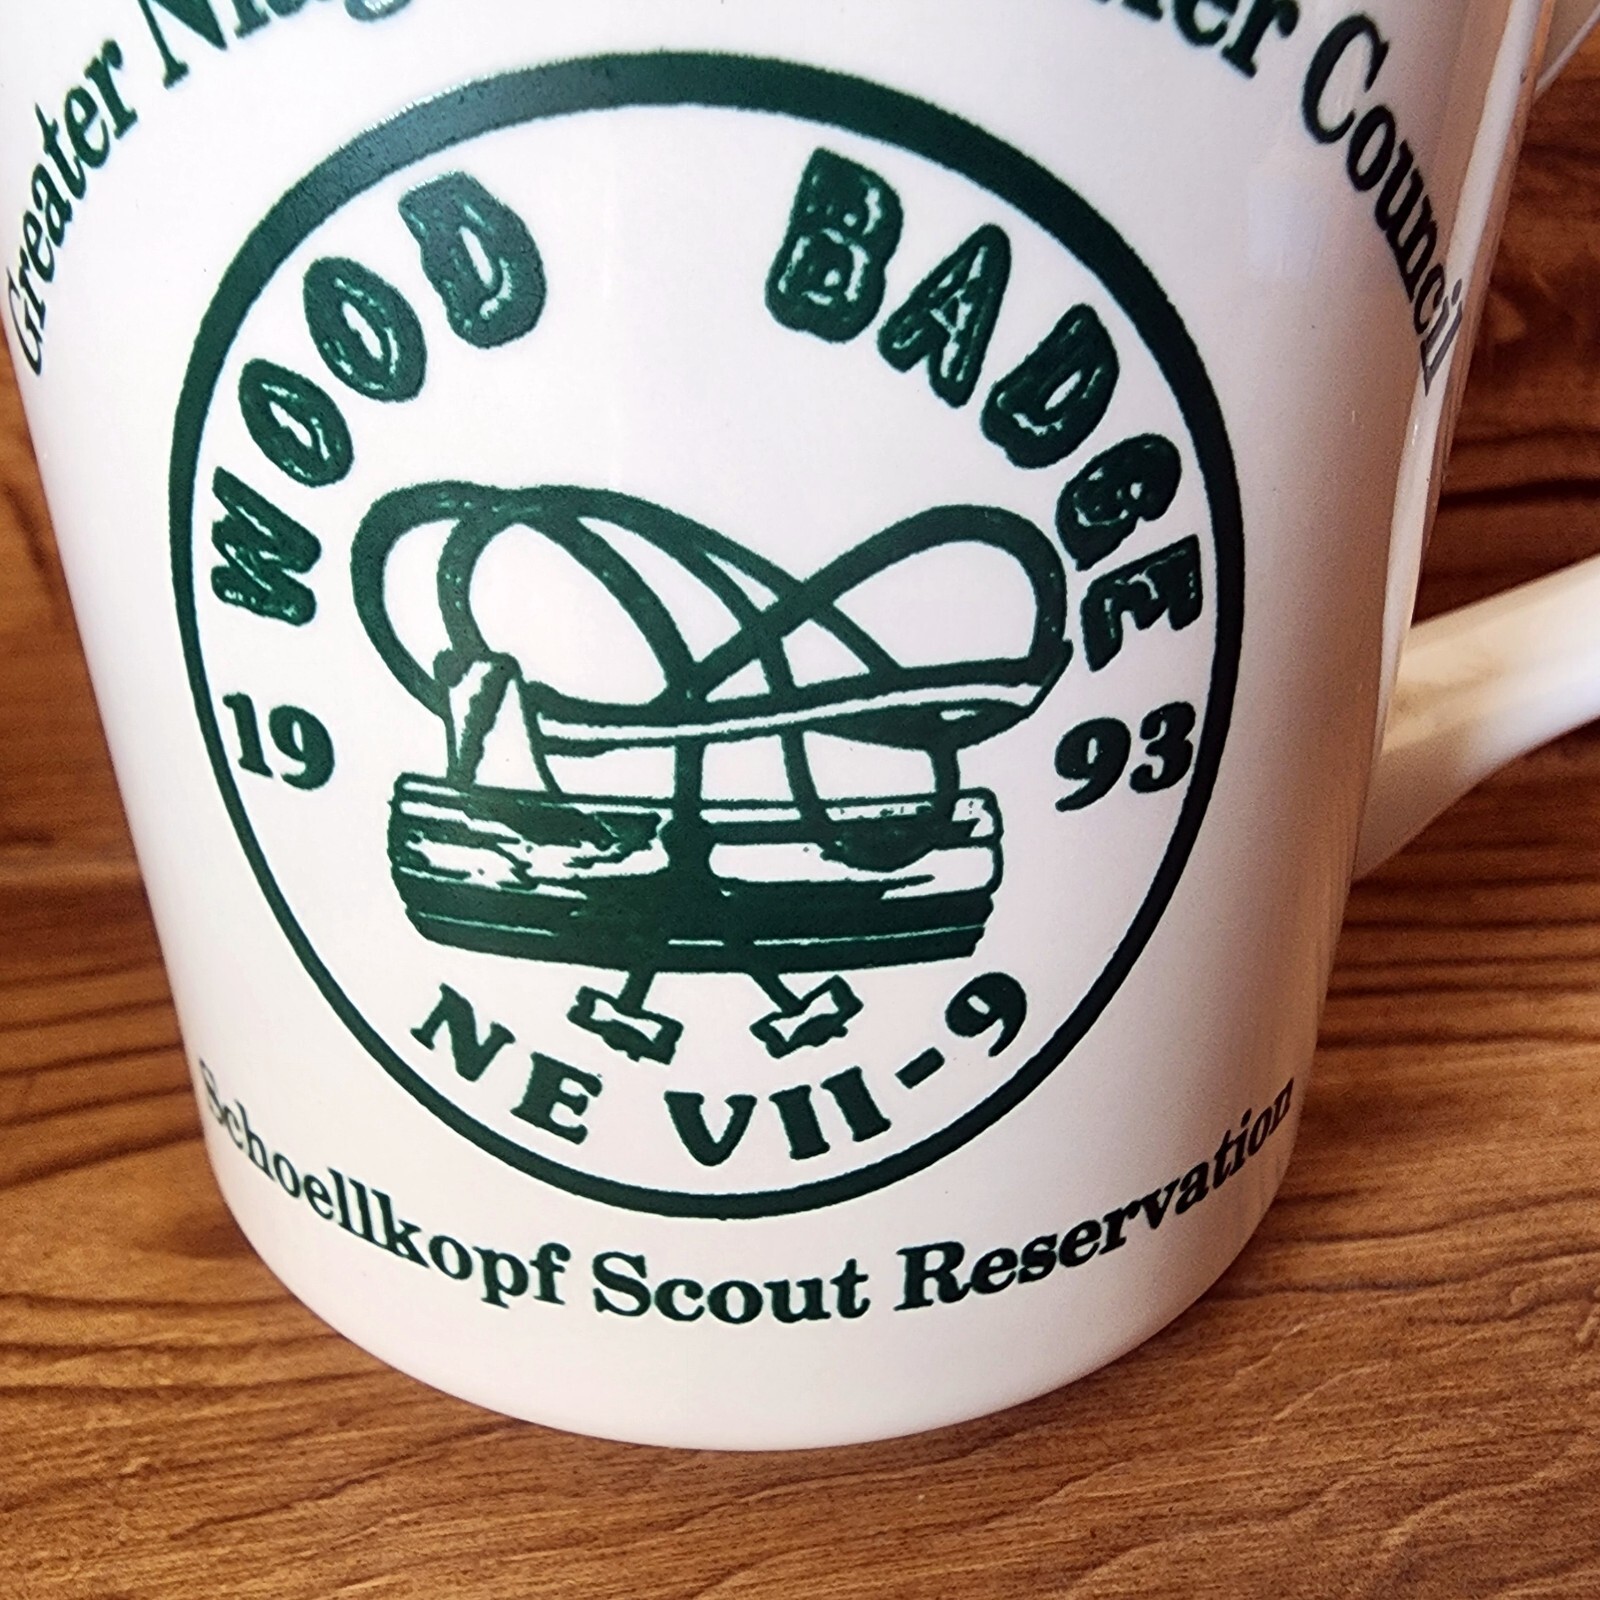 Greater Council
WOOD BADGE
19 93
NE VII-9
Schoellkopf Scout Reservation